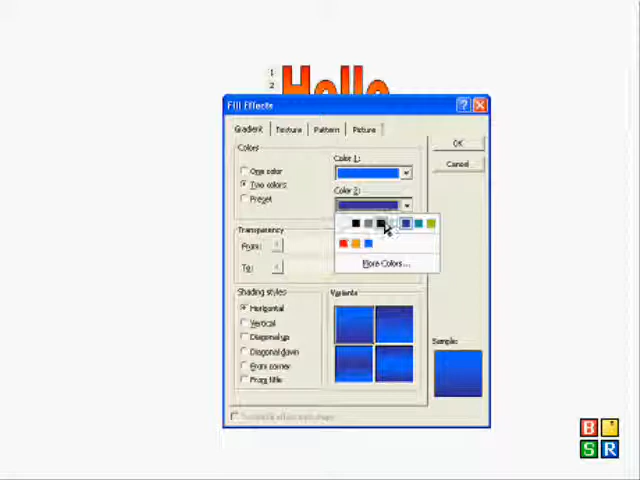 1
2
Hello
Fill Effects
Gradient Texture Pattern Picture
Colors
One color
Two colors
Preset
Color 1:
Color 2:
OK
Cancel
More Colors...
Transparency
From:
To:
Shading styles
Horizontal
Vertical
Diagonal up
Diagonal down
From corner
From title
Variants
Sample:
B
S R